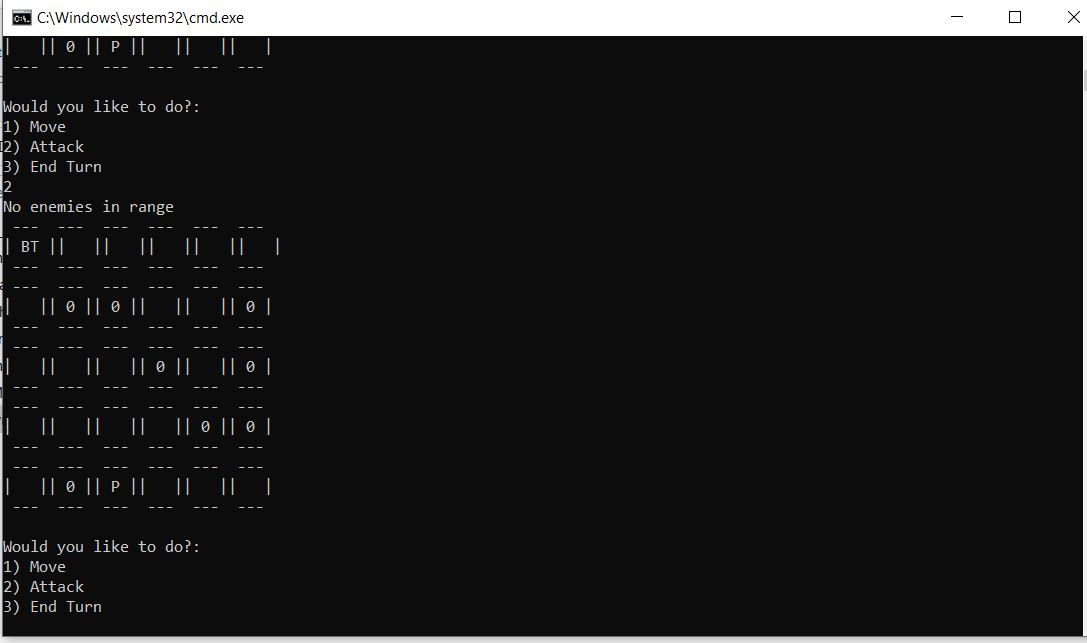 C:\Windows\system32\cmd.exe
|   || 0 || P ||   ||   ||   |
 ---  ---  ---  ---  ---  ---
Would you like to do?:
1) Move
2) Attack
3) End Turn
2
No enemies in range
 ---  ---  ---  ---  ---  ---
| BT ||   ||   ||   ||   ||   |
 ---  ---  ---  ---  ---  ---
 ---  ---  ---  ---  ---  ---
|   || 0 || 0 ||   ||   || 0 |
 ---  ---  ---  ---  ---  ---
 ---  ---  ---  ---  ---  ---
|   ||   ||   || 0 ||   || 0 |
 ---  ---  ---  ---  ---  ---
 ---  ---  ---  ---  ---  ---
|   ||   ||   ||   || 0 || 0 |
 ---  ---  ---  ---  ---  ---
 ---  ---  ---  ---  ---  ---
|   || 0 || P ||   ||   ||   |
 ---  ---  ---  ---  ---  ---
Would you like to do?:
1) Move
2) Attack
3) End Turn